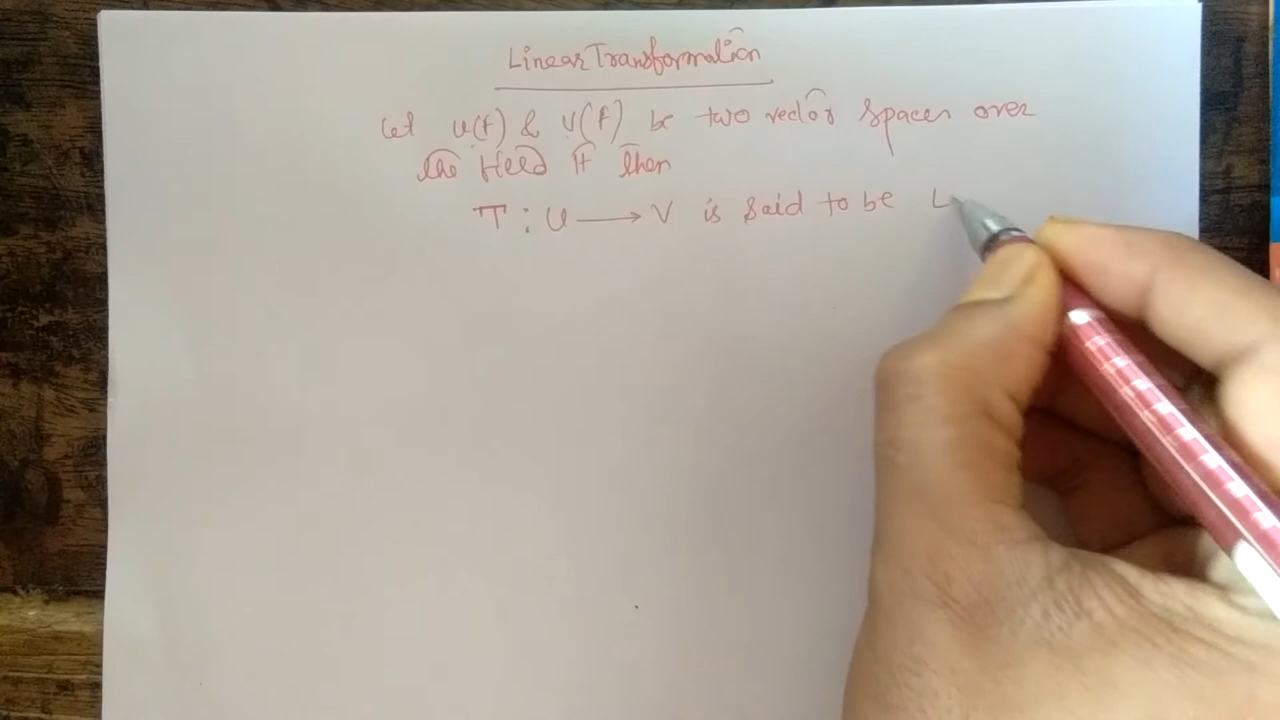 Linear Transformation
Let U(F) & V(F) be two vector spaces over
the field F then
T : U ⟶ V is said to be L